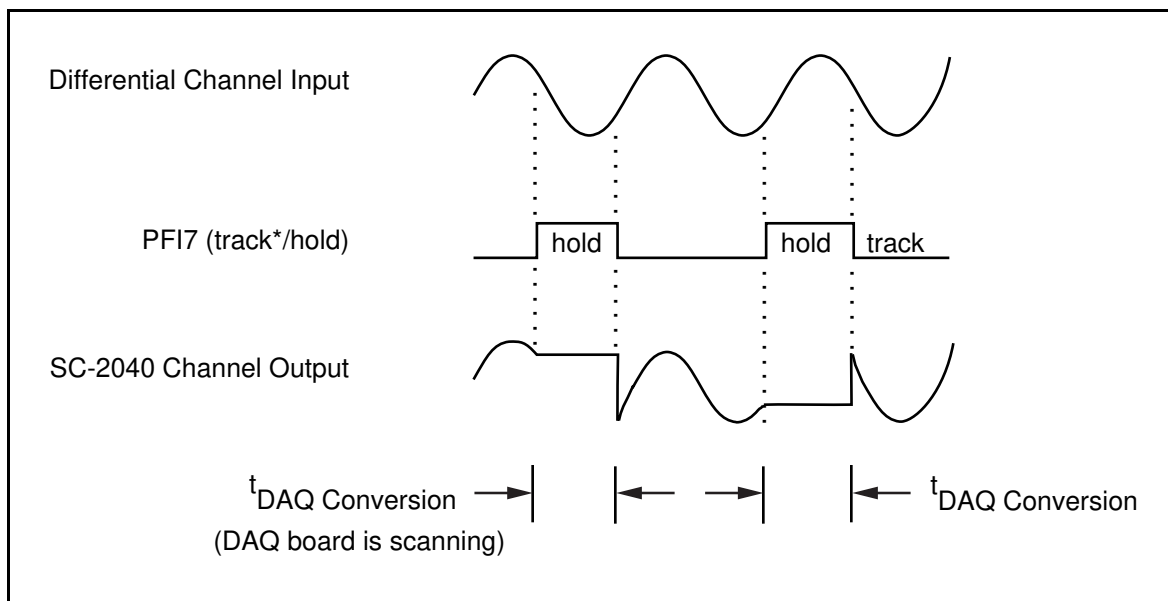 Differential Channel Input
PFI7 (track*/hold)
hold
hold
track
SC-2040 Channel Output
tDAQ Conversion
(DAQ board is scanning)
tDAQ Conversion